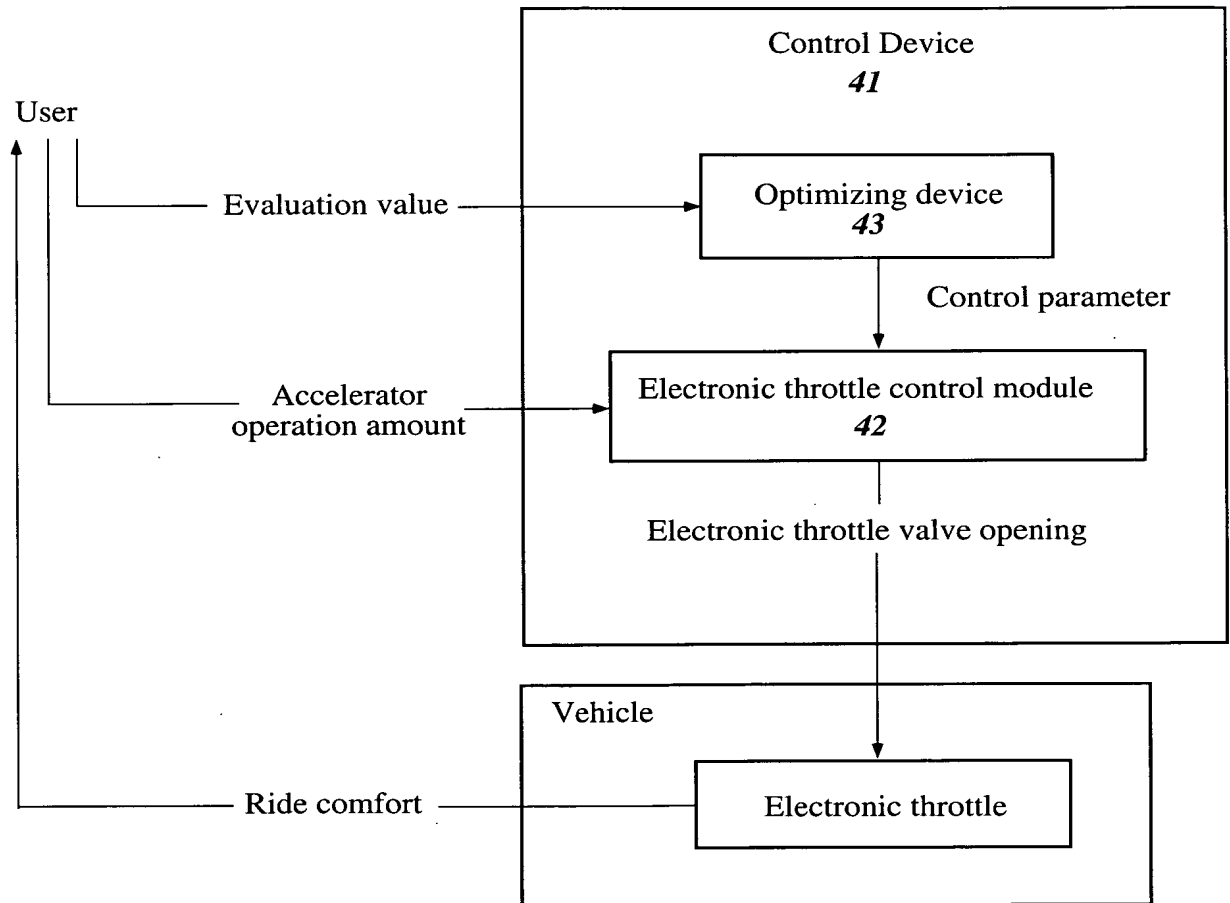 Control Device
41
User
Evaluation value
Optimizing device
43
Control parameter
Accelerator
operation amount
Electronic throttle control module
42
Electronic throttle valve opening
Vehicle
Ride comfort
Electronic throttle